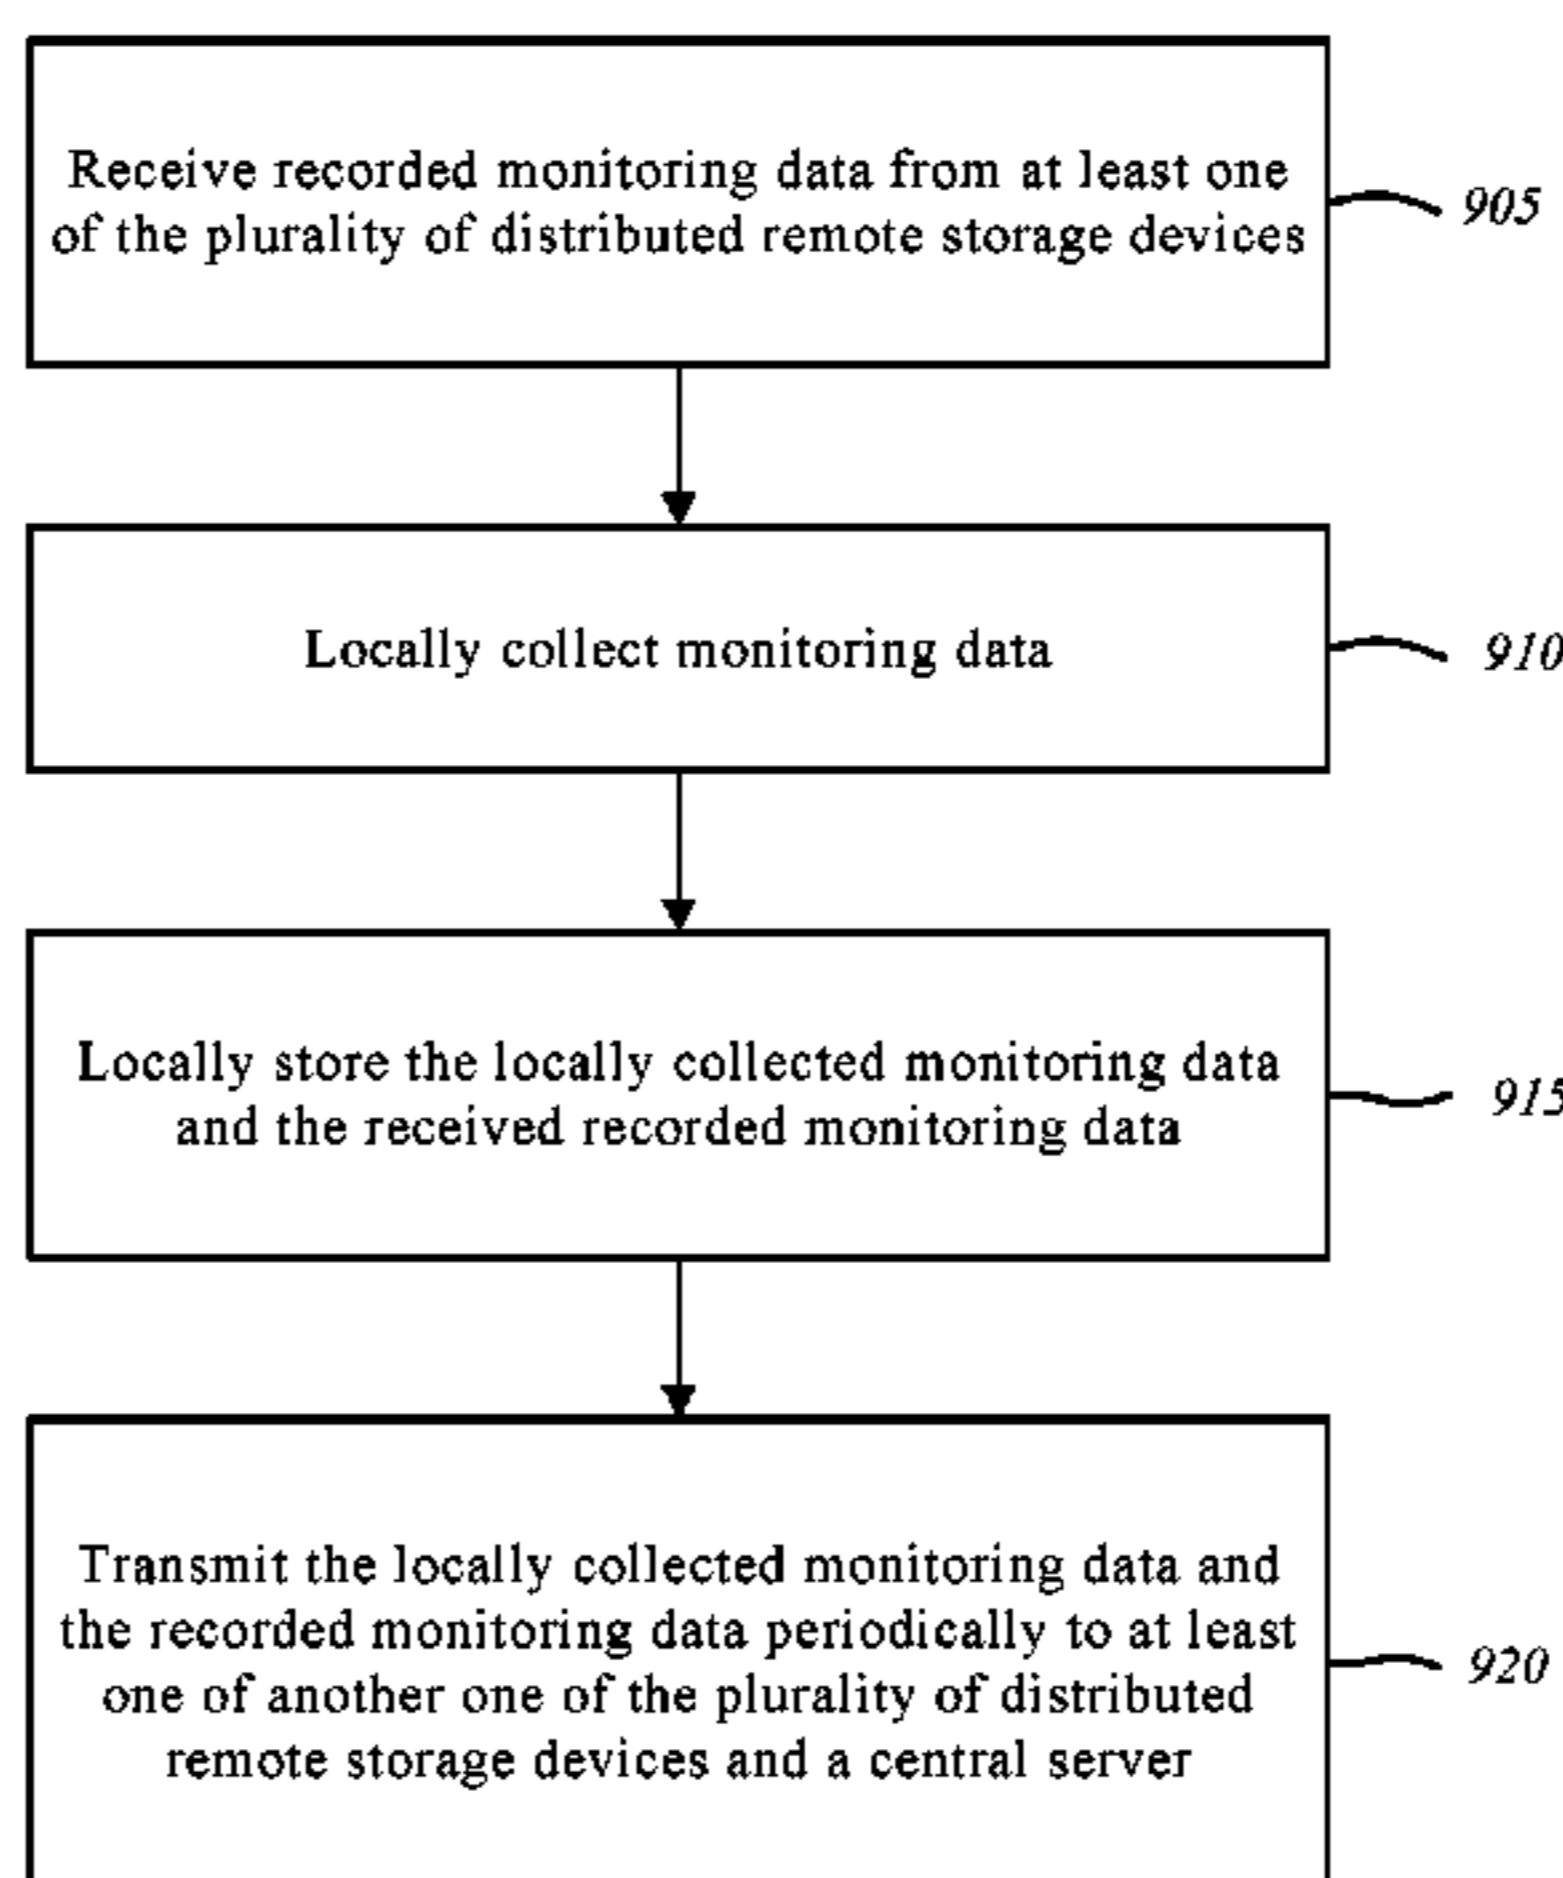 Receive recorded monitoring data from at least one
of the plurality of distributed remote storage devices
905
Locally collect monitoring data
910
Locally store the locally collected monitoring data
and the received recorded monitoring data
915
Transmit the locally collected monitoring data and
the recorded monitoring data periodically to at least
one of another one of the plurality of distributed
remote storage devices and a central server
920